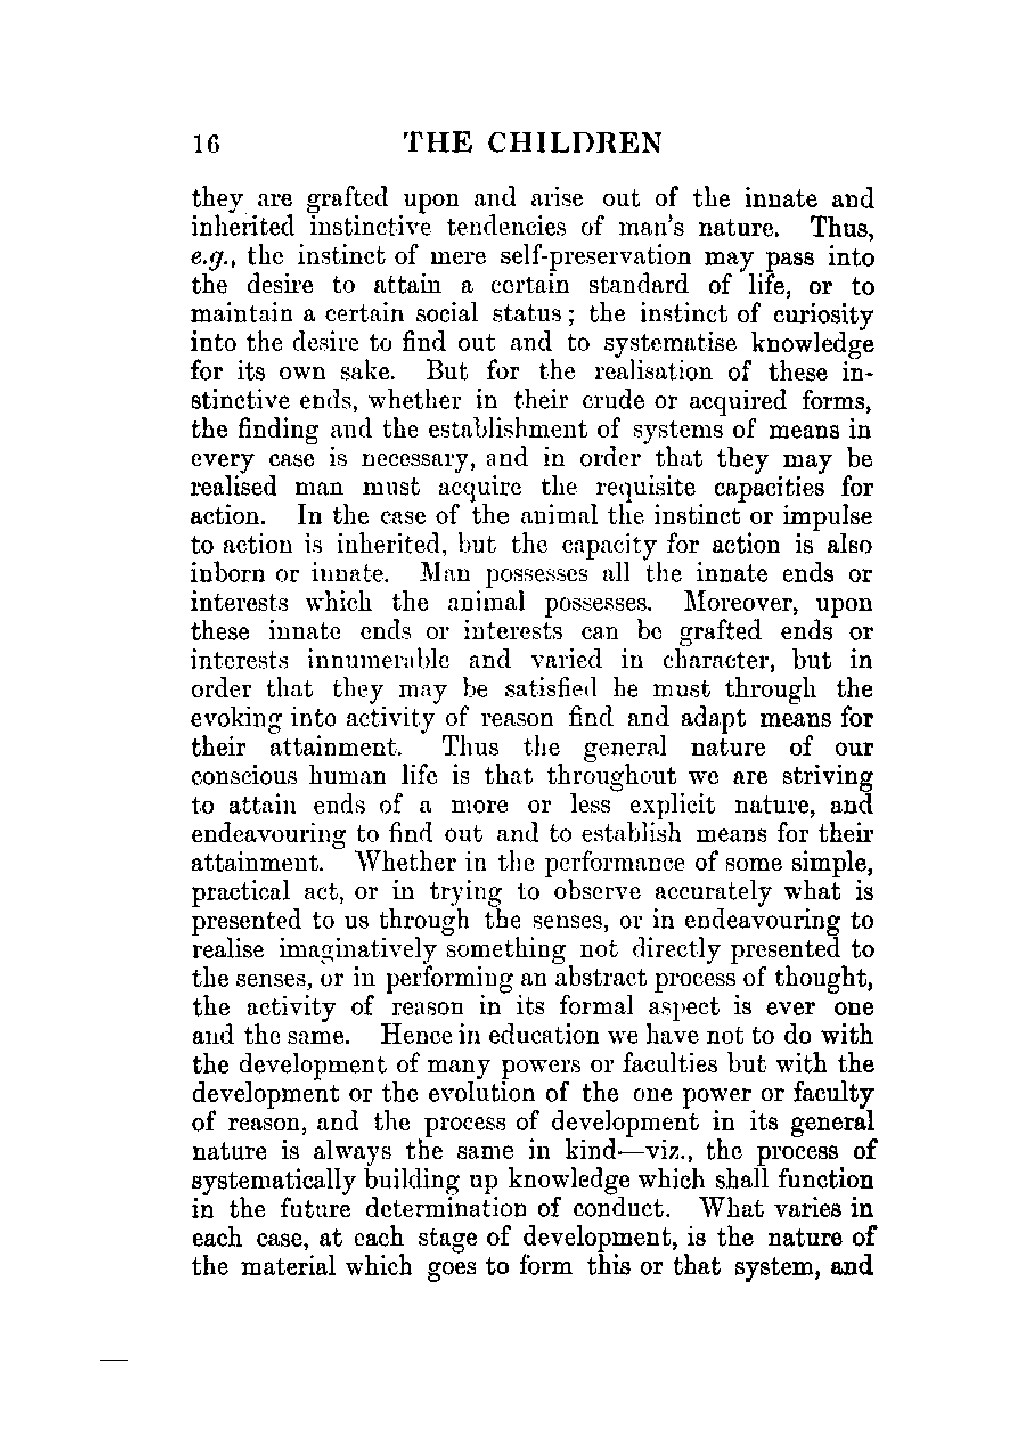 16 THE CHILDREN
they are grafted upon and arise out of the innate and
inherited instinctive tendencies of man's nature. Thus,
e.g., the instinct of mere self-preservation may pass into
the desire to attain a certain standard of life, or to
maintain a certain social status; the instinct of curiosity
into the desire to find out and to systematise knowledge
for its own sake. But for the realisation of these in-
stinctive ends, whether in their crude or acquired forms,
the finding and the establishment of systems of means in
every case is necessary, and in order that they may be
realised man must acquire the requisite capacities for
action. In the case of the animal the instinct or impulse
to action is inherited, but the capacity for action is also
inborn or innate. Man possesses all the innate ends or
interests which the animal possesses. Moreover, upon
these innate ends or interests can be grafted ends or
interests innumerable and varied in character, but in
order that they may be satisfied he must through the
evoking into activity of reason find and adapt means for
their attainment. Thus the general nature of our
conscious human life is that throughout we are striving
to attain ends of a more or less explicit nature, and
endeavouring to find out and to establish means for their
attainment. Whether in the performance of some simple,
practical act, or in trying to observe accurately what is
presented to us through the senses, or in endeavouring to
realise imaginatively something not directly presented to
the senses, or in performing an abstract process of thought,
the activity of reason in its formal aspect is ever one
and the same. Hence in education we have not to do with
the development of many powers or faculties but with the
development or the evolution of the one power or faculty
of reason, and the process of development in its general
nature is always the same in kind—viz., the process of
systematically building up knowledge which shall function
in the future determination of conduct. What varies in
each case, at each stage of development, is the nature of
the material which goes to form this or that system, and